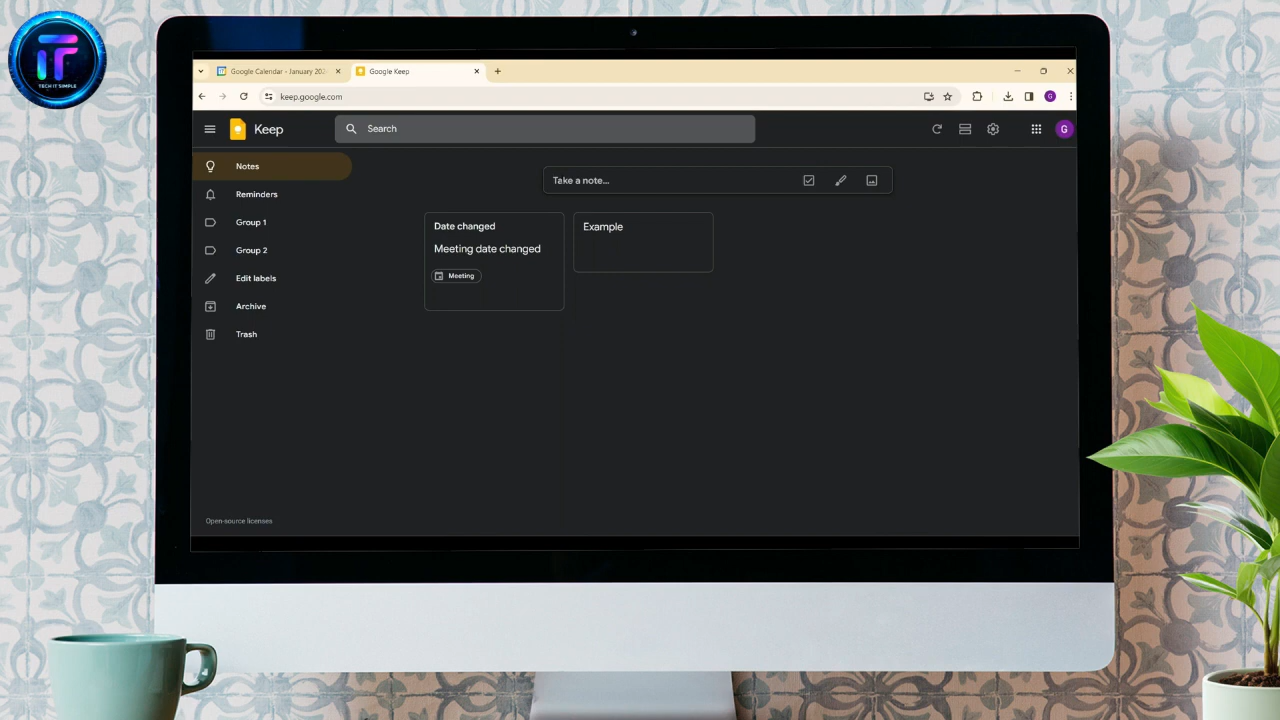 TECH IT SIMPLE
Google Calendar - January 202
Google Keep
keep.google.com
G
Keep
Search
G
Notes
Reminders
Group 1
Group 2
Edit labels
Archive
Trash
Take a note...
Date changed
Meeting date changed
Meeting
Example
Open-source licenses